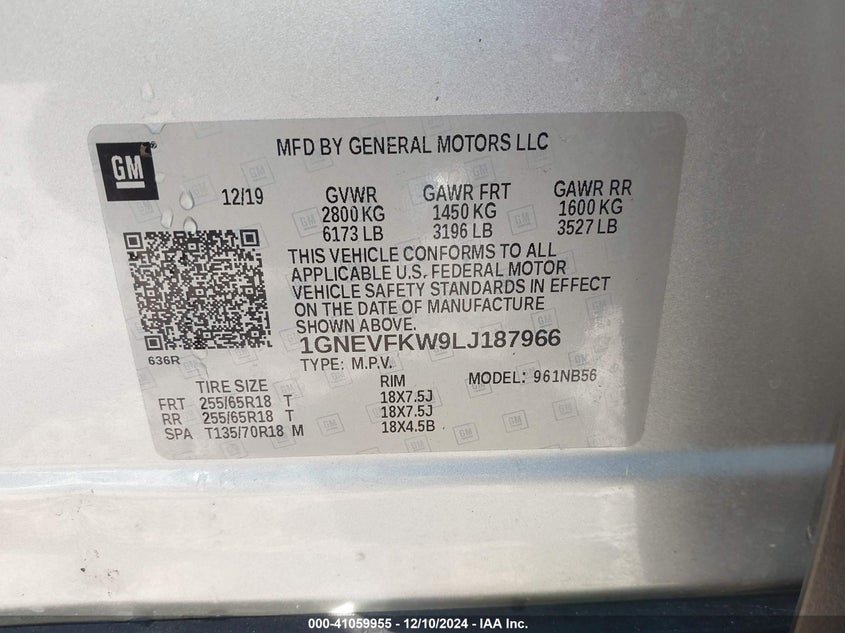 GM
MFD BY GENERAL MOTORS LLC
12/19 GVWR GAWR FRT GAWR RR
2800 KG 1450 KG 1600 KG
6173 LB 3196 LB 3527 LB
THIS VEHICLE CONFORMS TO ALL
APPLICABLE U.S. FEDERAL MOTOR
VEHICLE SAFETY STANDARDS IN EFFECT
ON THE DATE OF MANUFACTURE
SHOWN ABOVE.
636R
1GNEVFKW9LJ187966
TYPE: M.P.V.
TIRE SIZE RIM MODEL: 961NB56
FRT 255/65R18 T 18X7.5J
RR 255/65R18 T 18X7.5J
SPA T135/70R18 M 18X4.5B
000-41059955 - 12/10/2024 - IAA Inc.